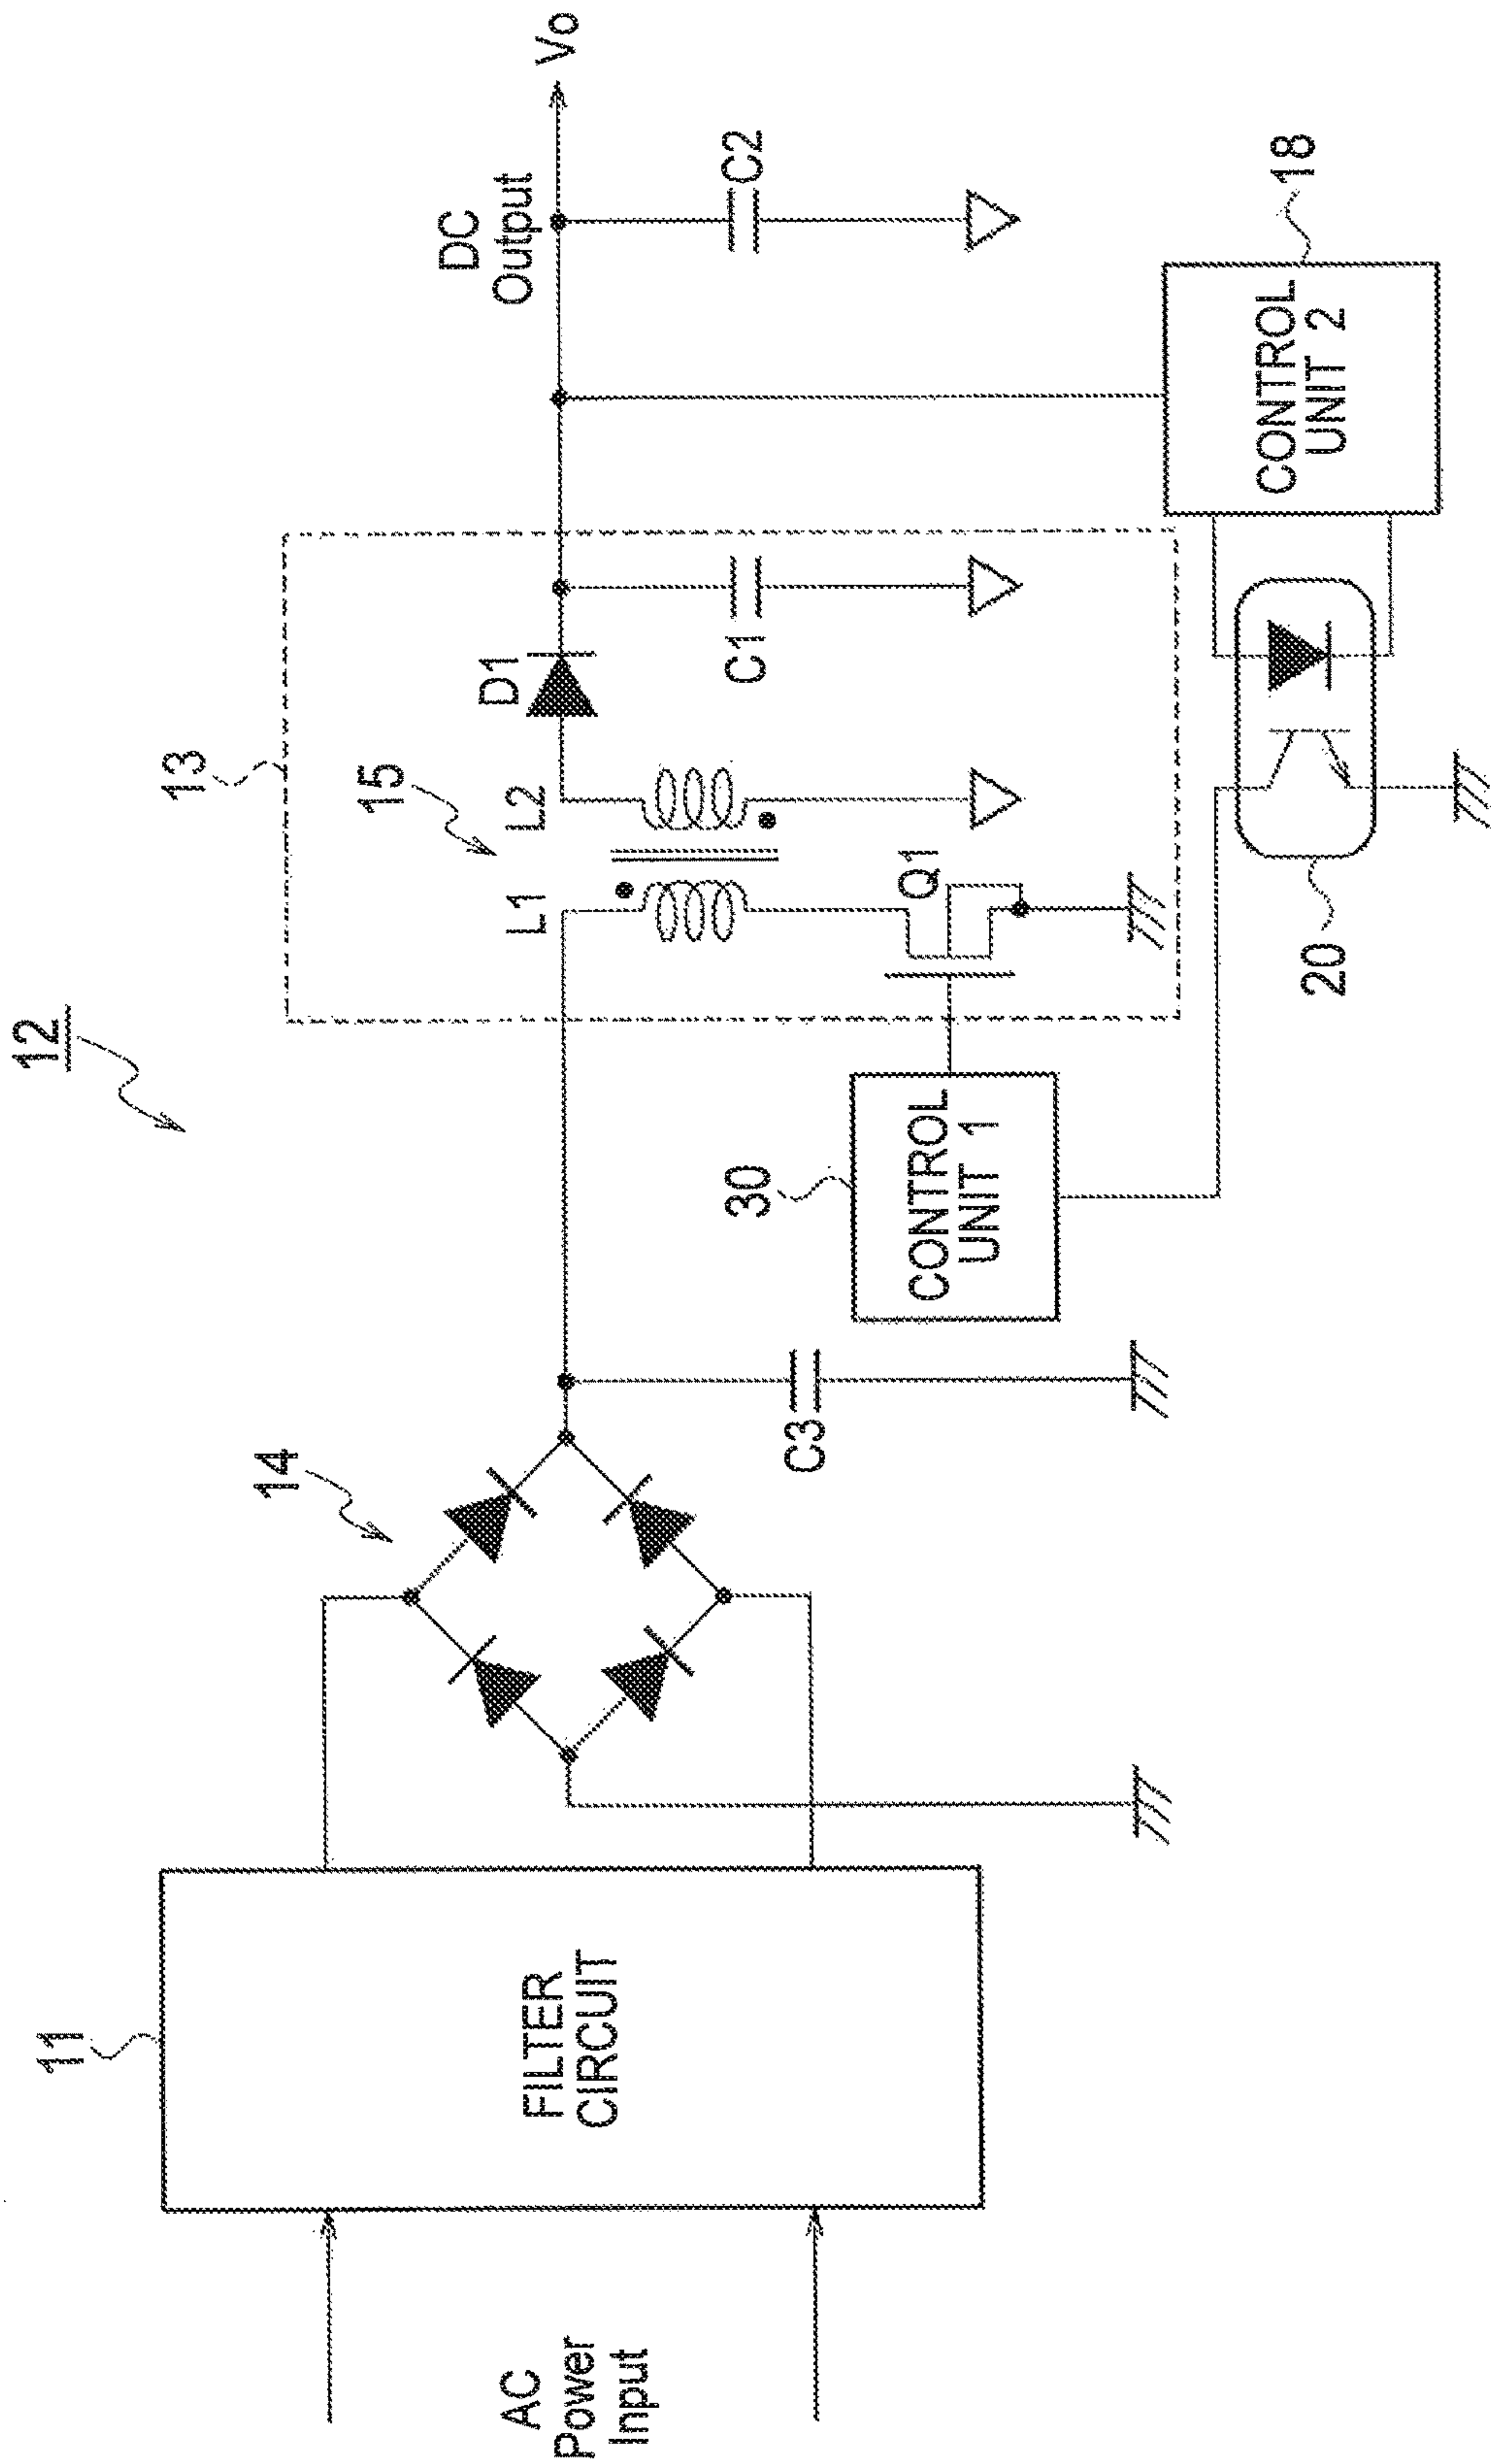 12
11
FILTER
CIRCUIT
AC
Power
Input
14
C3
30
CONTROL
UNIT 1
13
15
L1
L2
Q1
D1
C1
DC
Output
Vo
C2
18
CONTROL
UNIT 2
20